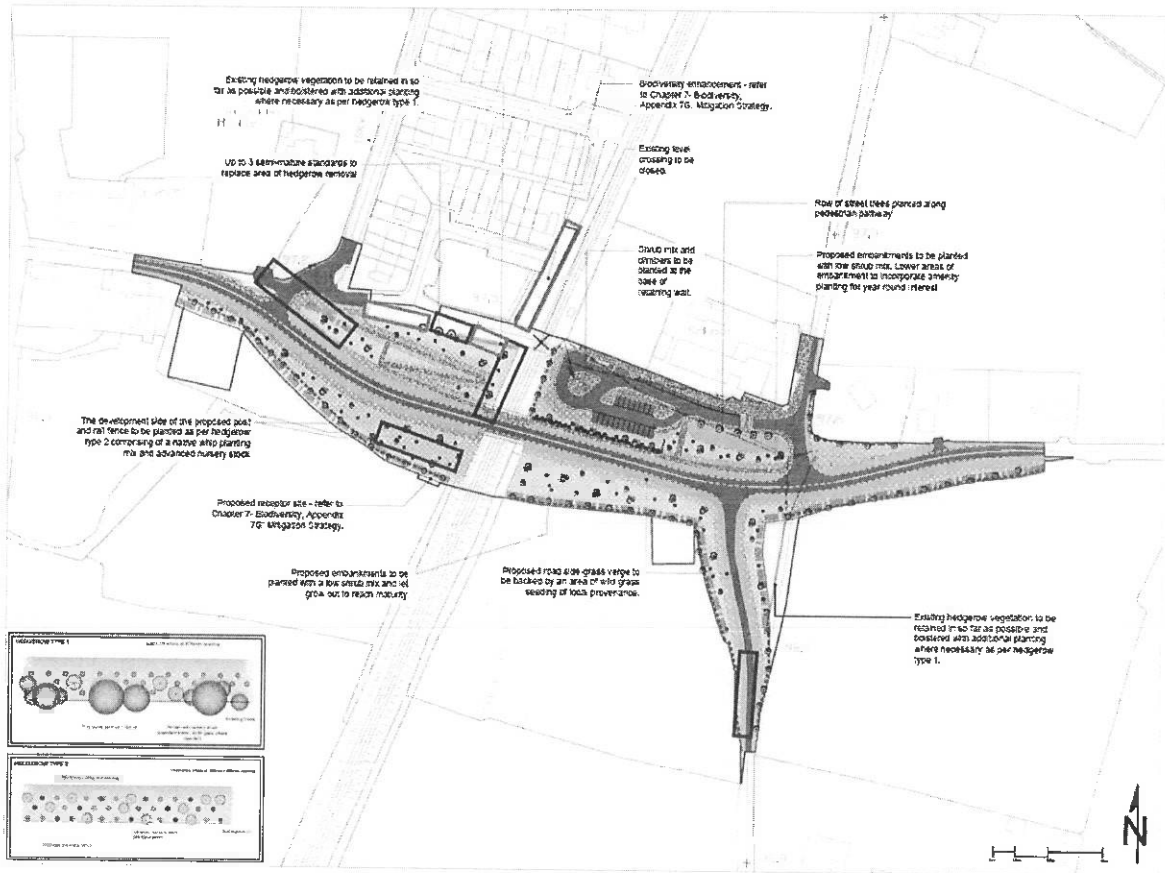 Existing hedgerow vegetation to be retained in so
far as possible and bolstered with additional planting
where necessary as per hedgerow type 1.
Biodiversity enhancement - refer
to Chapter 7- Biodiversity,
Appendix 7G. Mitigation Strategy.
Up to 3 semi-mature standards to
replace area of hedgerow removal
Existing level
crossing to be
closed.
Row of street trees planted along
pedestrian pathway
Shrub mix and
climbers to be
planted at the
base of
retaining wall.
Proposed embankments to be planted
with low shrub mix. Lower areas of
embankment to incorporate amenity
planting for year round interest
The development side of the proposed post
and rail fence to be planted as per hedgerow
type 2 comprising of a native whip planting
mix and advanced nursery stock.
Proposed receptor site - refer to
Chapter 7- Biodiversity, Appendix
7G: Mitigation Strategy.
Proposed embankments to be
planted with a low shrub mix and let
grow out to reach maturity
Proposed road side grass verge to
be backed by an area of wild grass
seeding of local provenance.
Existing hedgerow vegetation to be
retained in so far as possible and
bolstered with additional planting
where necessary as per hedgerow
type 1.
HEDGEROW TYPE 1
HEDGEROW TYPE 2
N